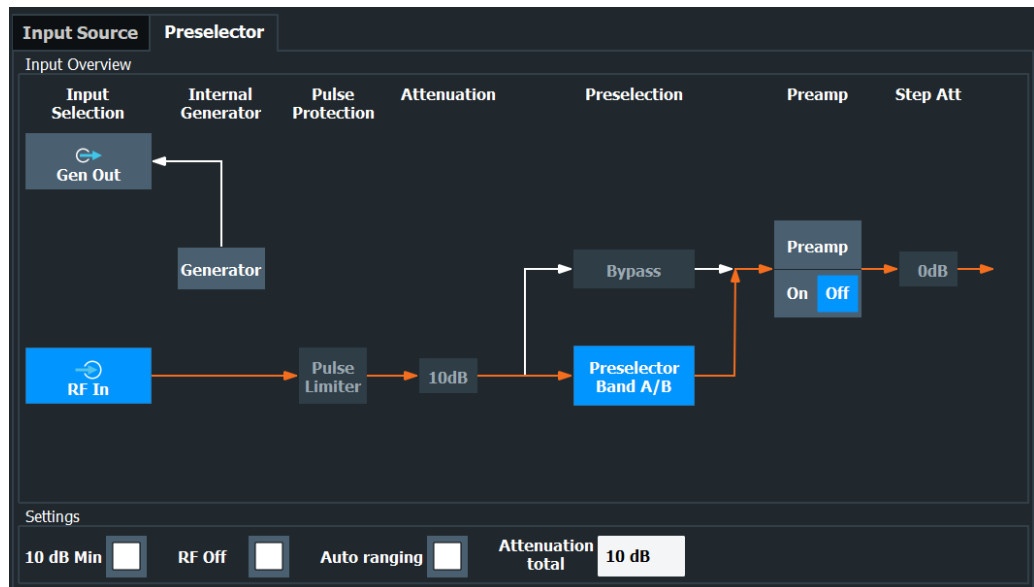 Input Source
Preselector
Input Overview
Input
Selection
Internal
Generator
Pulse
Protection
Attenuation
Preselection
Preamp
Step Att
Gen Out
Generator
Bypass
Preamp
On
Off
0dB
RF In
Pulse
Limiter
10dB
Preselector
Band A/B
Settings
10 dB Min
RF Off
Auto ranging
Attenuation
total
10 dB